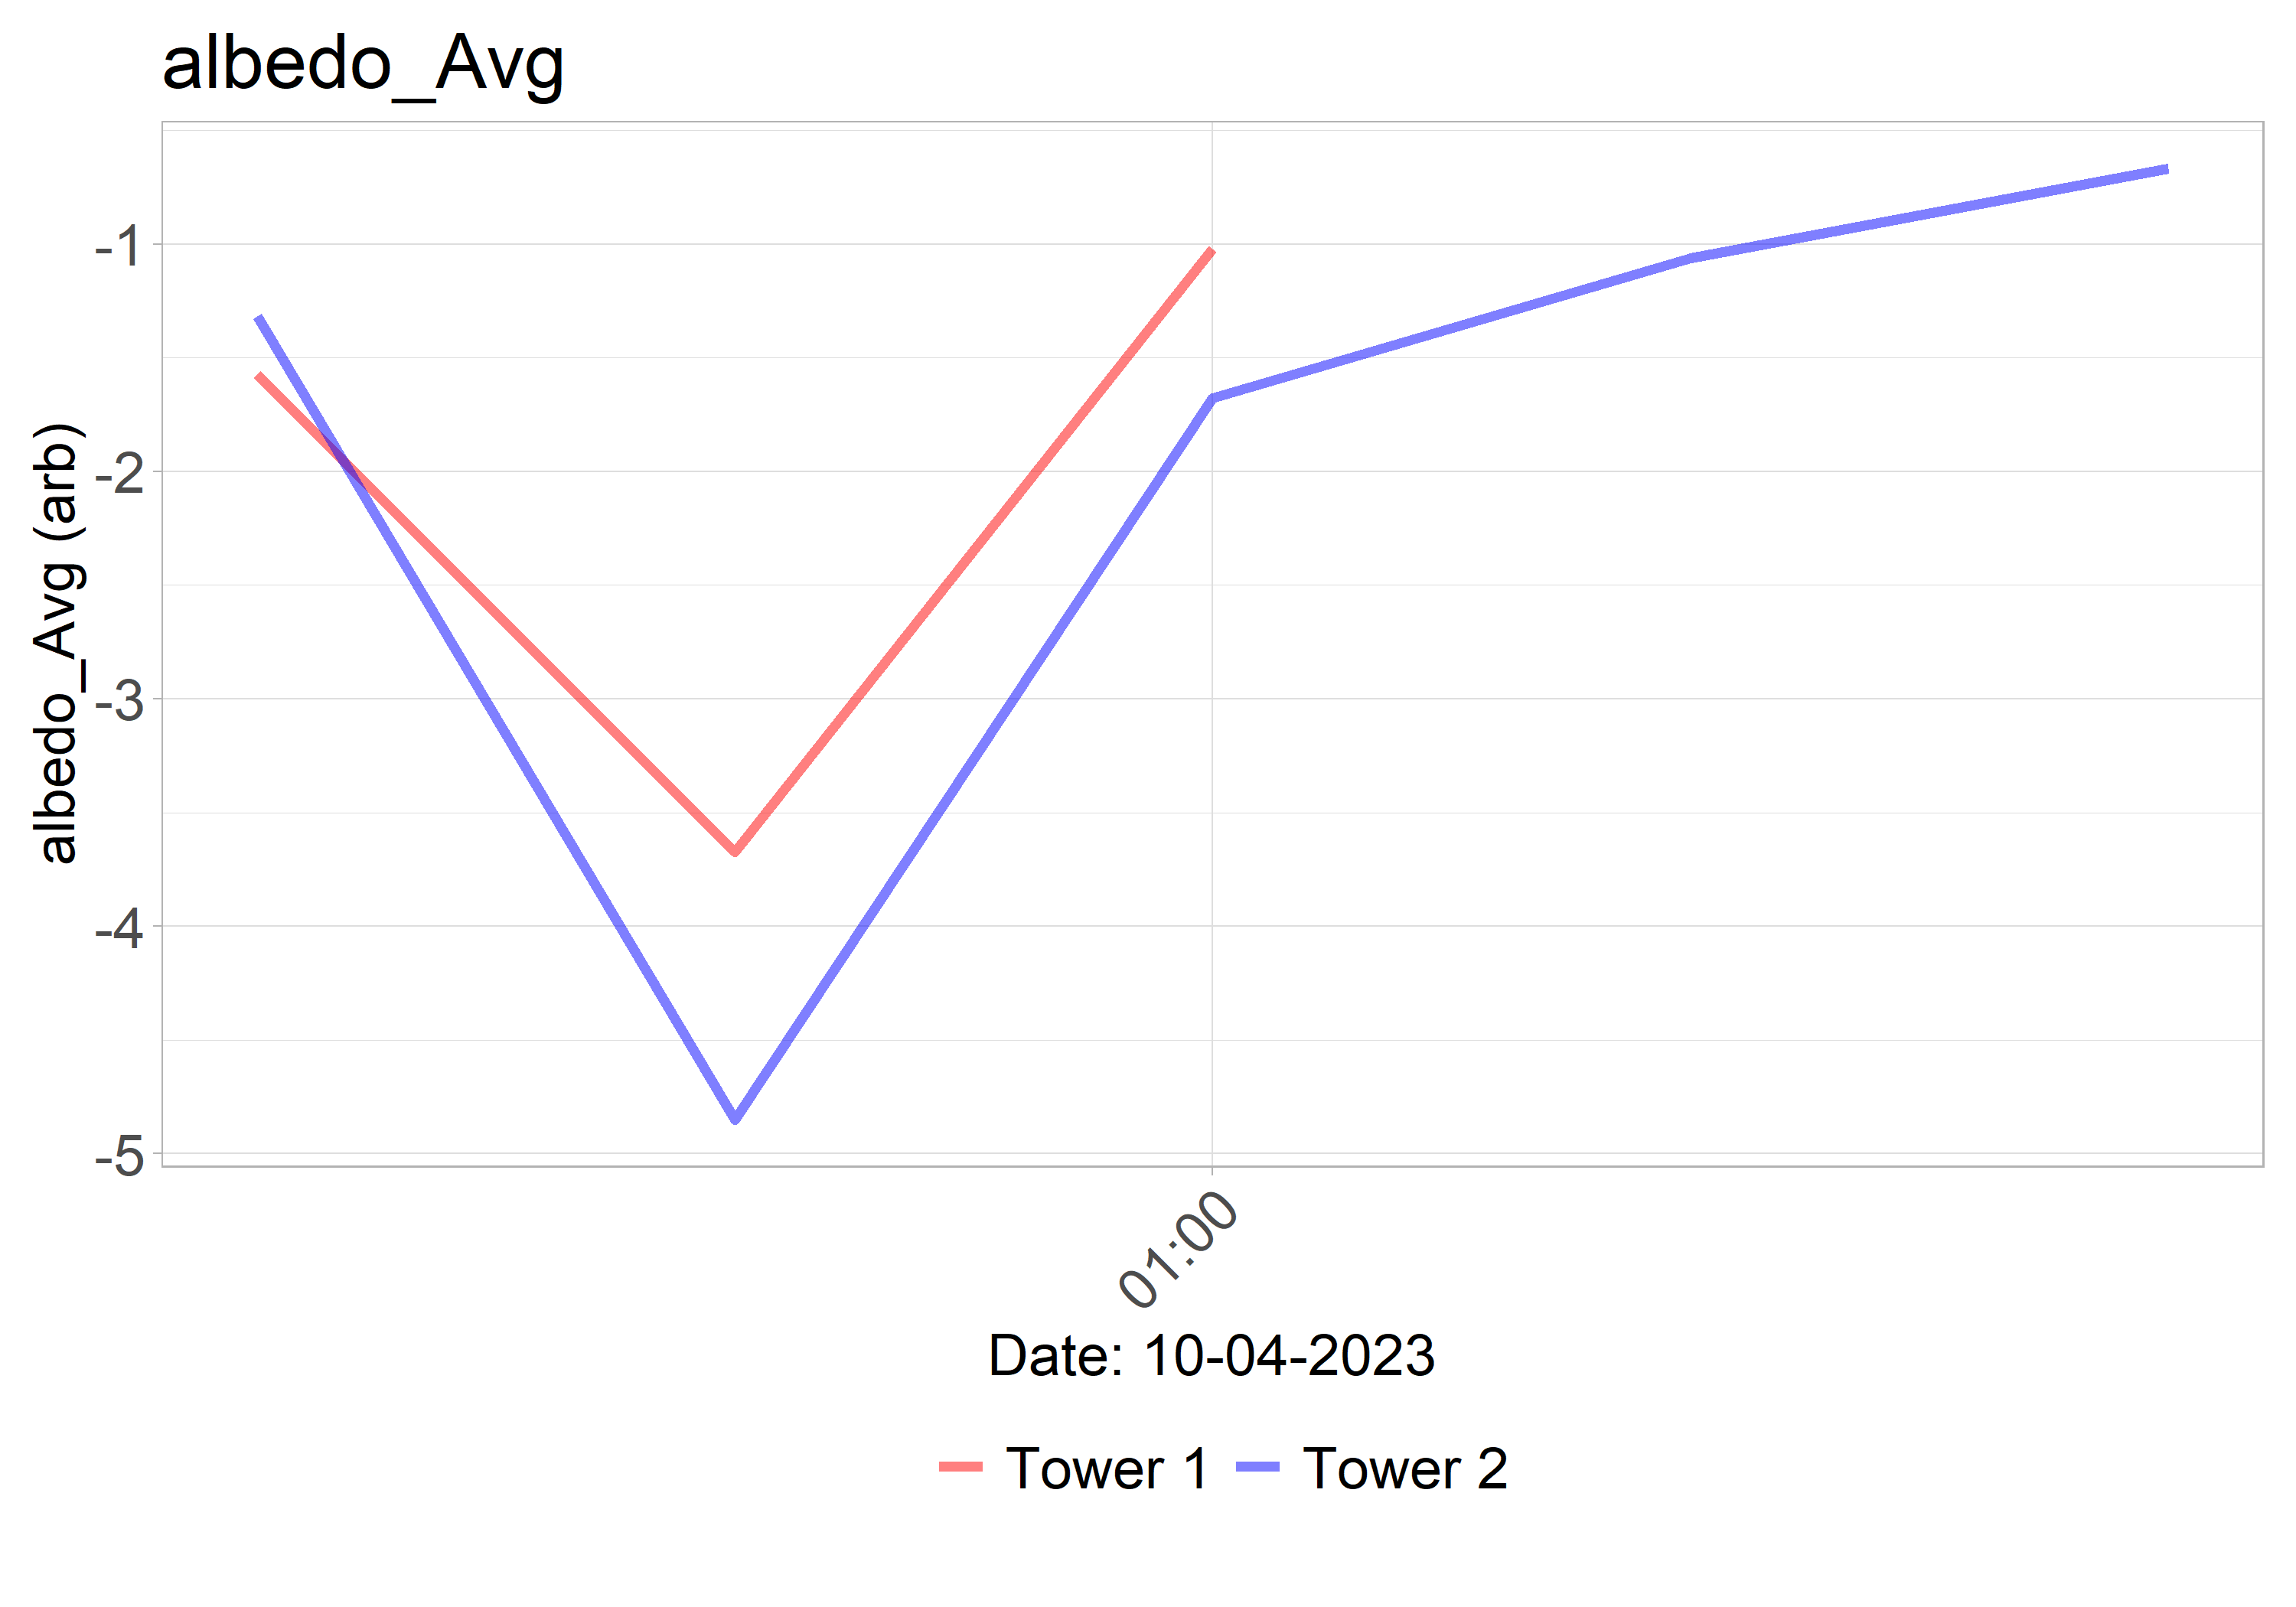 albedo_Avg
albedo_Avg (arb)
-1
-2
-3
-4
-5
01:00
Date: 10-04-2023
Tower 1 Tower 2